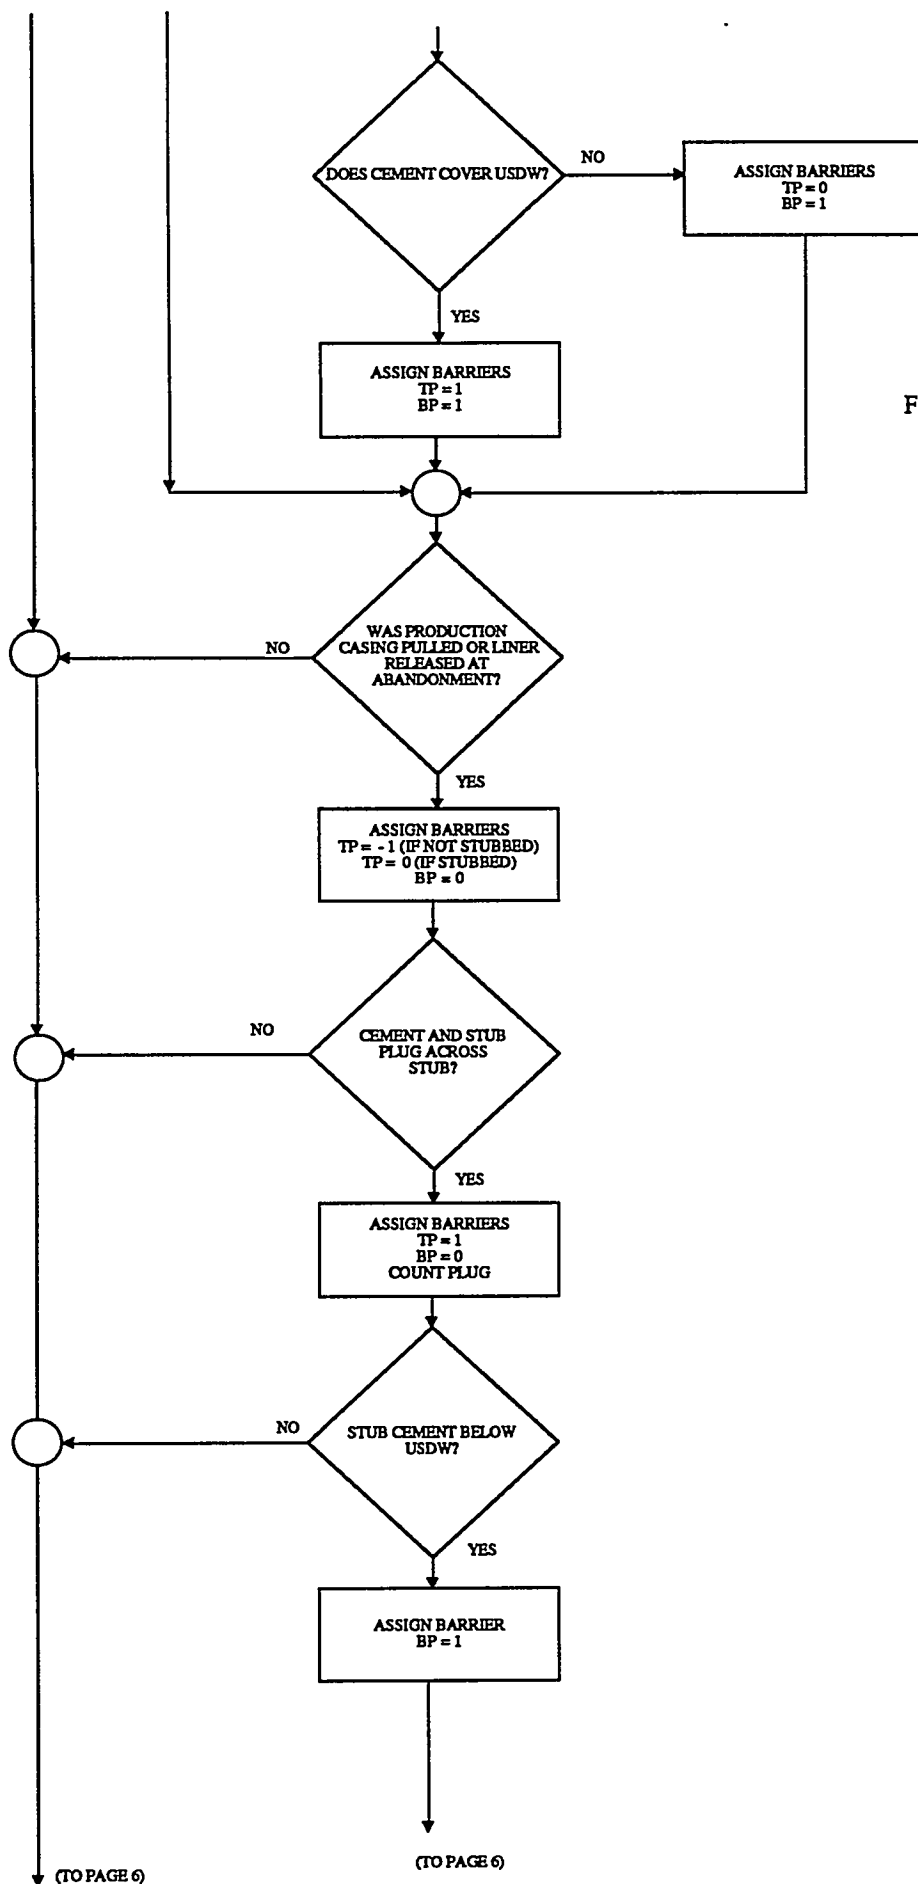 DOES CEMENT COVER USDW?
NO
ASSIGN BARRIERS
TP = 0
BP = 1
YES
ASSIGN BARRIERS
TP = 1
BP = 1
F
WAS PRODUCTION
CASING PULLED OR LINER
RELEASED AT
ABANDONMENT?
NO
YES
ASSIGN BARRIERS
TP = - 1 (IF NOT STUBBED)
TP = 0 (IF STUBBED)
BP = 0
CEMENT AND STUB
PLUG ACROSS
STUB?
NO
YES
ASSIGN BARRIERS
TP = 1
BP = 0
COUNT PLUG
STUB CEMENT BELOW
USDW?
NO
YES
ASSIGN BARRIER
BP = 1
(TO PAGE 6)
(TO PAGE 6)